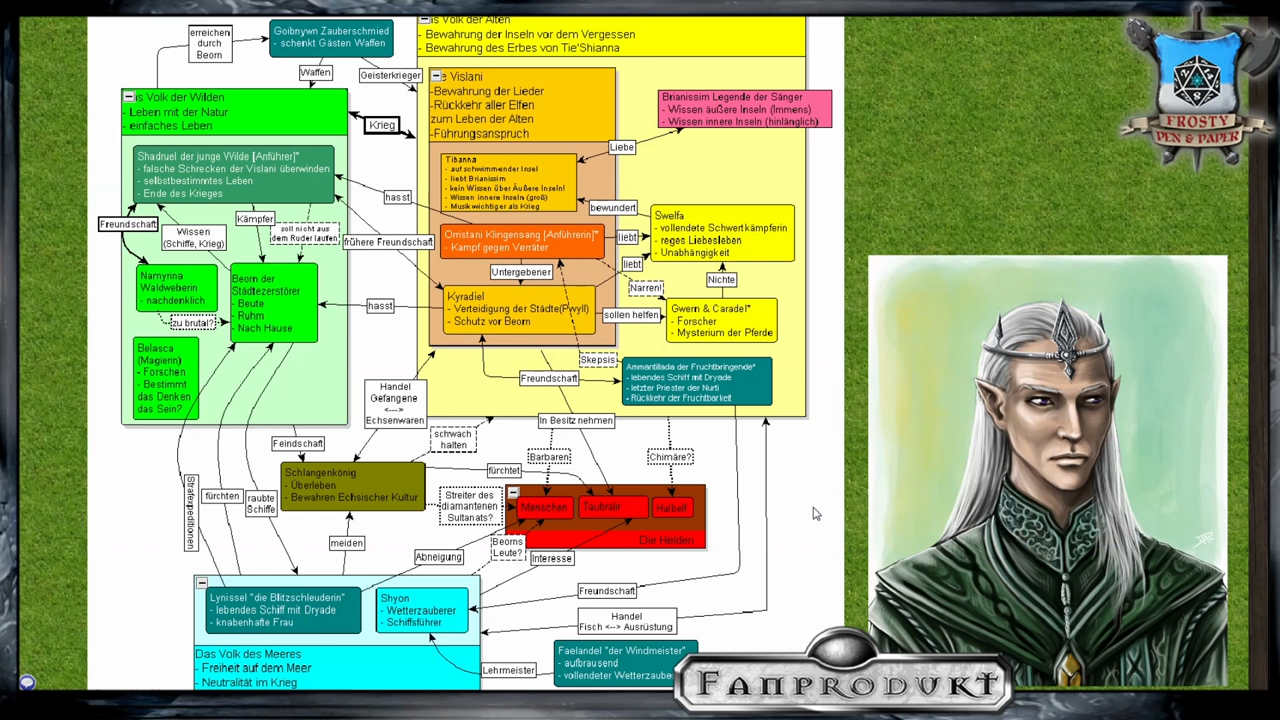 erreichen
durch
Beorn
Goibnywn Zauberschmied
- schenkt Gästen Waffen
Waffen
Geisterkrieger
Krieg
is Volk der Alten
- Bewahrung der Inseln vor dem Vergessen
- Bewahrung des Erbes von Tie'Shianna
is Volk der Wilden
- Leben mit der Natur
- einfaches Leben
e Vislani
-Bewahrung der Lieder
-Rückkehr aller Elfen
zum Leben der Alten
-Führungsanspruch
Brianissim Legende der Sänger
- Wissen äußere Inseln (Immens)
- Wissen innere Inseln (hinlänglich)
Liebe
Shadruel der junge Wilde [Anführer]*
- falsche Schrecken der Vislani überwinden
- selbstbestimmtes Leben
- Ende des Krieges
Tibanna
- auf schwimmender Insel
- liebt Brianissim
- kein Wissen über Äußere Inseln!
- Wissen innere Inseln (groß)
- Musik wichtiger als Krieg
hasst
bewundert
Swelfa
- vollendete Schwertkämpferin
- reges Liebesleben
- Unabhängigkeit
Freundschaft
Wissen
(Schiffe, Krieg)
Kämpfer
soll nicht aus
dem Ruder laufen
frühere Freundschaft
Orristani Klingensang [Anführerin]*
- Kampf gegen Verräter
liebt
liebt
Untergebener
Narren!
Nichte
Namyrina
Waldweberin
- nachdenklich
zu brutal?
Beorn der
Städtezerstörer
- Beute
- Ruhm
- Nach Hause
hasst
Kyradiel
- Verteidigung der Städte(Pwyll)
- Schutz vor Beorn
sollen helfen
Gwern & Caradel*
- Forscher
- Mysterium der Pferde
Belasca
(Magierin)
- Forschen
- Bestimmt
das Denken
das Sein?
Skepsis
Freundschaft
Ammantilada der Fruchtbringende*
- lebendes Schiff mit Dryade
- letzter Priester der Nurti
- Rückkehr der Fruchtbarkeit
Handel
Gefangene
<--->
Echsenwaren
In Besitz nehmen
schwach
halten
Feindschaft
Barbaren
Chimäre?
Schlangenkönig
- Überleben
- Bewahren Echsischer Kultur
fürchtet
Streiter des
diamantenen
Sultanats?
Menschen
Taubralir
Halbelf
Die Helden
Strafexpeditionen
fürchten
raubte
Schiffe
meiden
Abneigung
Beorns
Leute?
Interesse
Lynissel "die Blitzschleuderin"
- lebendes Schiff mit Dryade
- knabenhafte Frau
Shyon
- Wetterzauberer
- Schiffsführer
Freundschaft
Handel
Fisch <--> Ausrüstung
Das Volk des Meeres
- Freiheit auf dem Meer
- Neutralität im Krieg
Lehrmeister
Faelandel "der Windmeister"
- aufbrausend
- vollendeter Wetterzaube
FROSTY
PEN & PAPER
FANPRODUKT